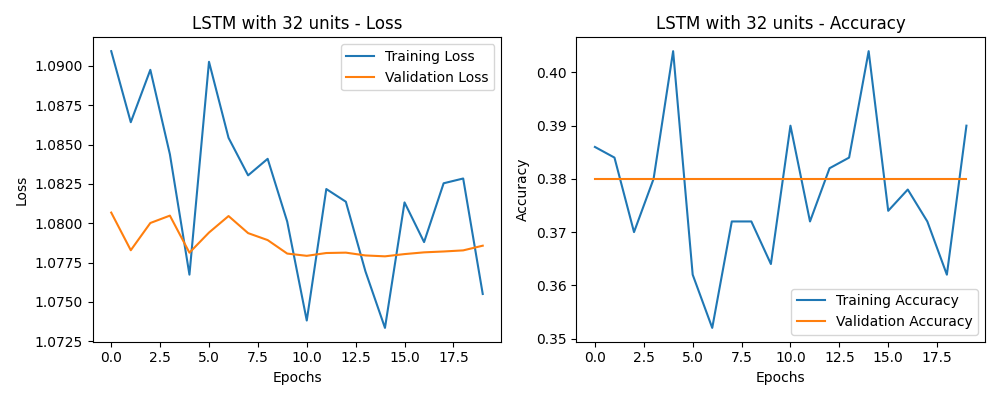 LSTM with 32 units - Loss
Training Loss
Validation Loss
Loss
1.0900
1.0875
1.0850
1.0825
1.0800
1.0775
1.0750
1.0725
0.0 2.5 5.0 7.5 10.0 12.5 15.0 17.5
Epochs
LSTM with 32 units - Accuracy
Accuracy
0.40
0.39
0.38
0.37
0.36
0.35
Training Accuracy
Validation Accuracy
0.0 2.5 5.0 7.5 10.0 12.5 15.0 17.5
Epochs